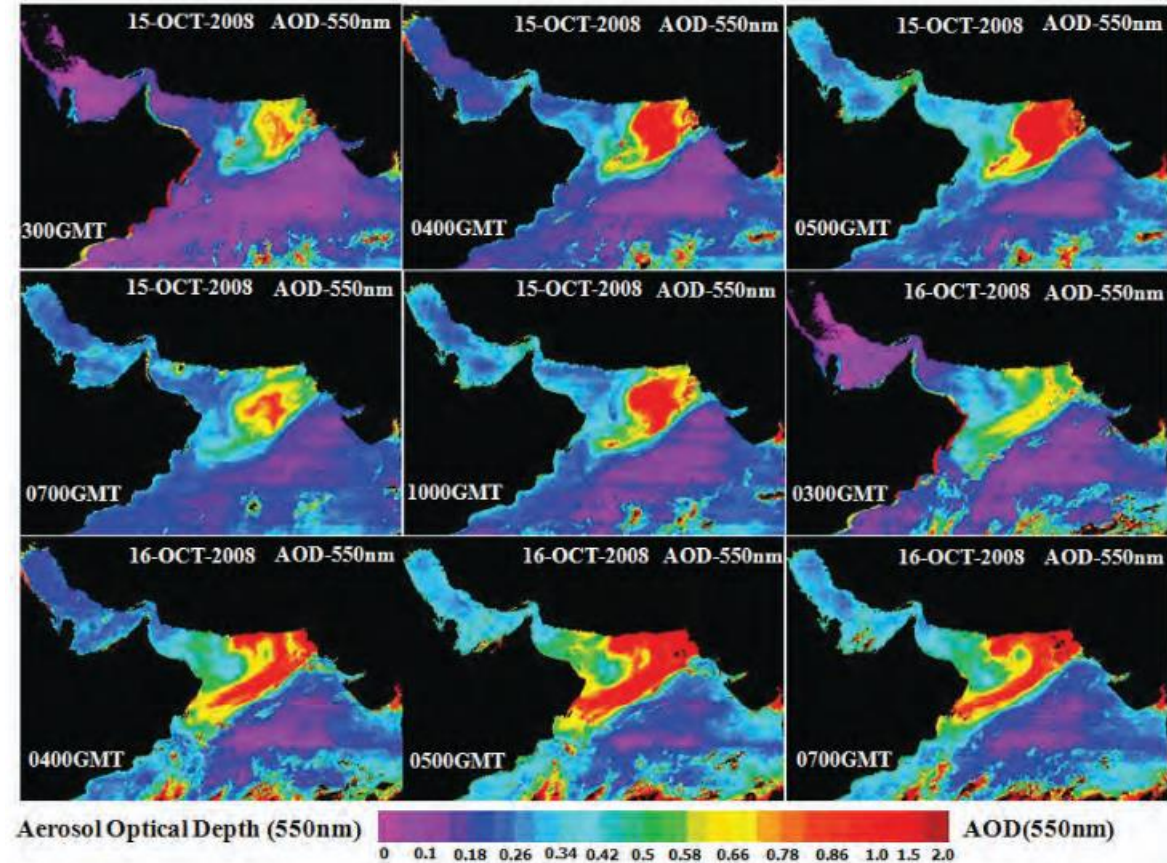 15-OCT-2008 AOD-550nm
300GMT
15-OCT-2008 AOD-550nm
0400GMT
15-OCT-2008 AOD-550nm
0500GMT
15-OCT-2008 AOD-550nm
0700GMT
15-OCT-2008 AOD-550nm
1000GMT
16-OCT-2008 AOD-550nm
0300GMT
16-OCT-2008 AOD-550nm
0400GMT
16-OCT-2008 AOD-550nm
0500GMT
16-OCT-2008 AOD-550nm
0700GMT
Aerosol Optical Depth (550nm) AOD(550nm)
0 0.1 0.18 0.26 0.34 0.42 0.5 0.58 0.66 0.78 0.86 1.0 1.5 2.0